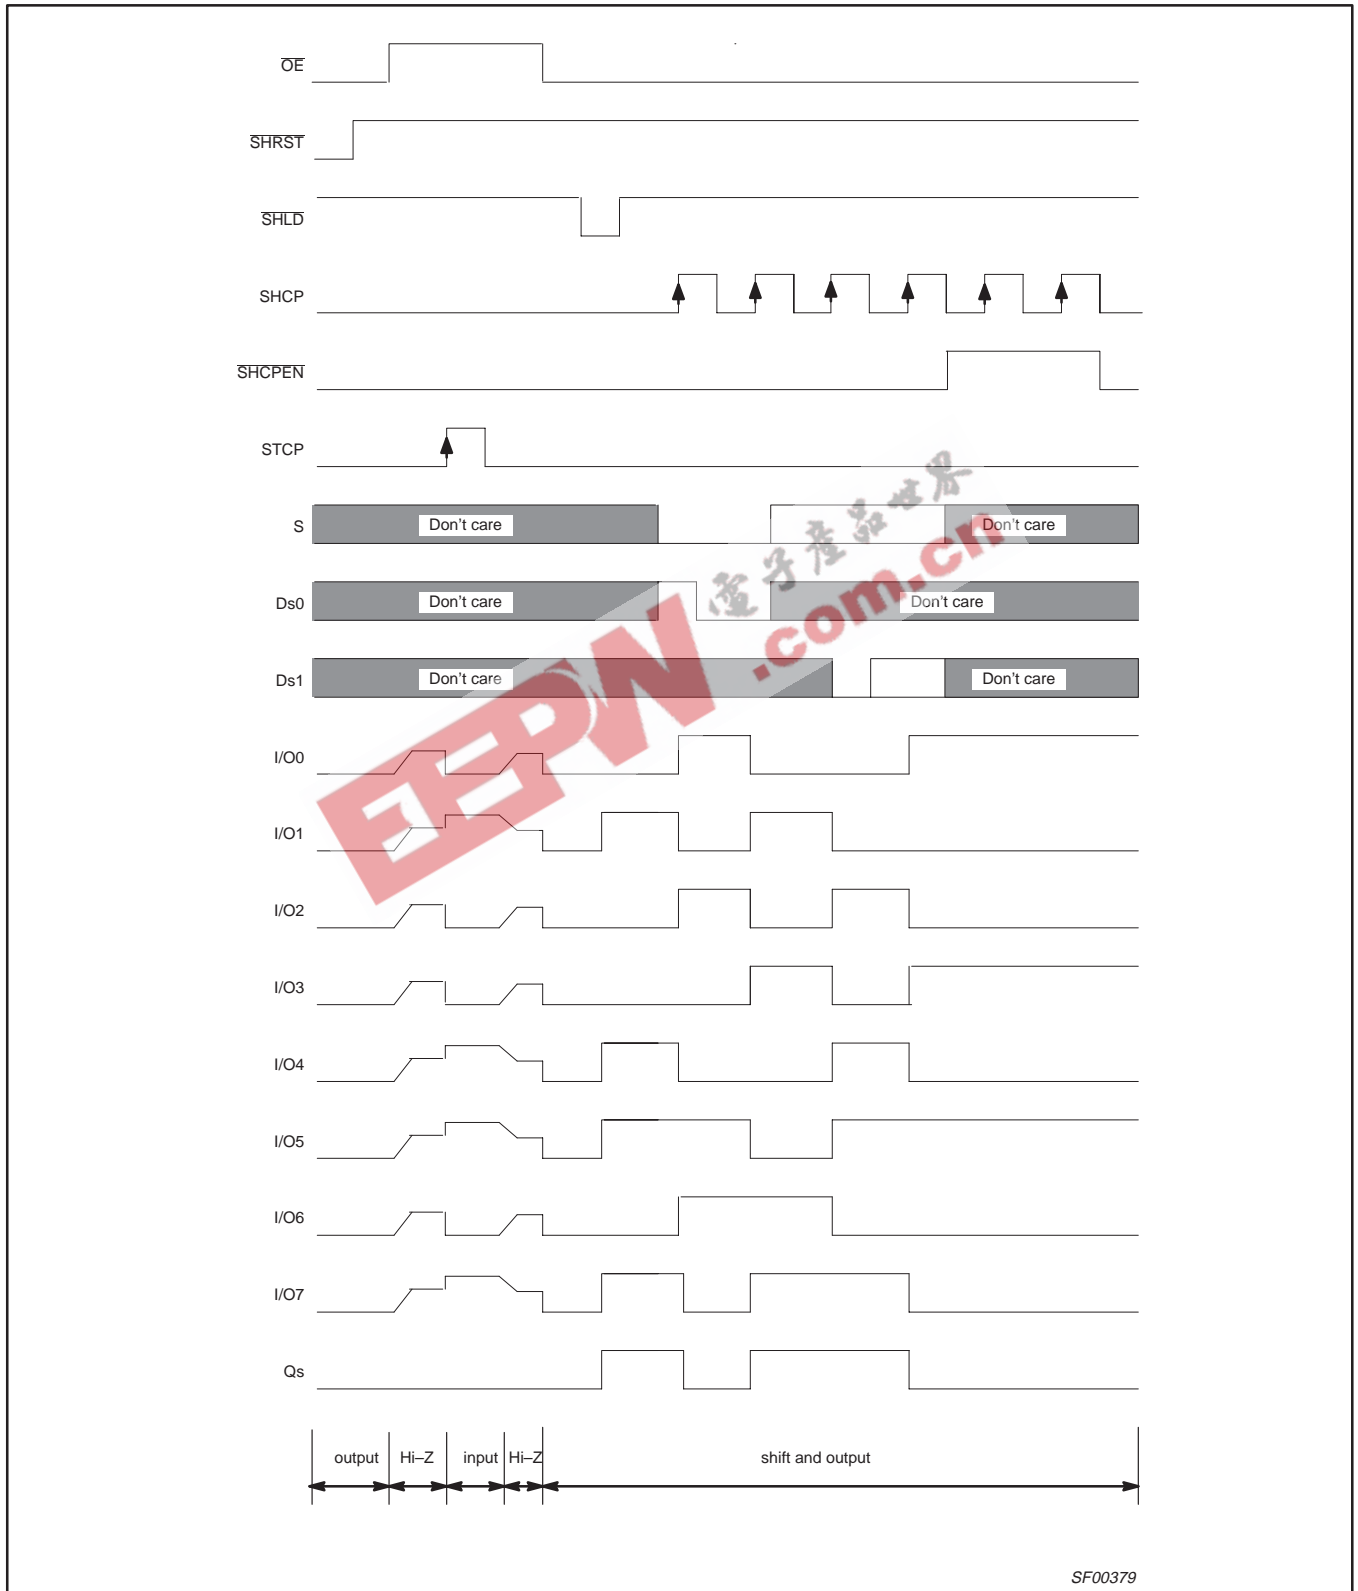 OE
SHRST
SHLD
SHCP
SHCPEN
STCP
S Don't care Don't care
Ds0 Don't care Don't care
Ds1 Don't care Don't care
I/O0
I/O1
I/O2
I/O3
I/O4
I/O5
I/O6
I/O7
Qs
output Hi–Z input Hi–Z shift and output
SF00379
EEPW.com.cn
電子產品世界